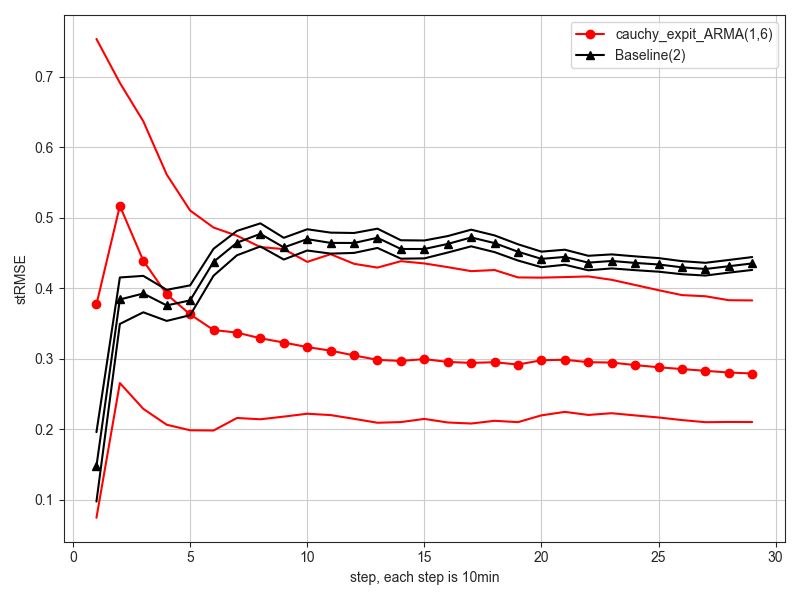 cauchy_expit_ARMA(1,6)
Baseline(2)
0.7
0.6
0.5
0.4
0.3
0.2
0.1
stRMSE
0 5 10 15 20 25 30
step, each step is 10min